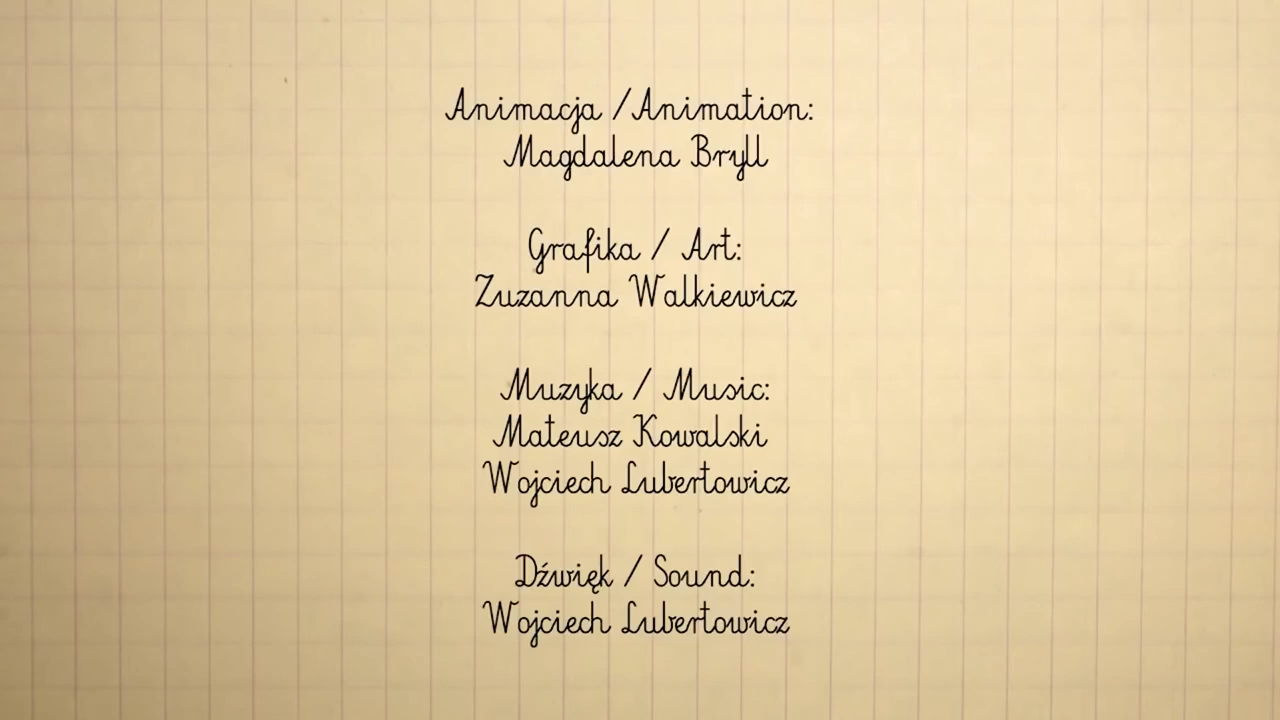 Animacja /Animation:
Magdalena Bryll
Grafika / Art:
Zuzanna Walkiewicz
Muzyka / Music:
Mateusz Kowalski
Wojciech Lubertowicz
Dźwięk / Sound:
Wojciech Lubertowicz